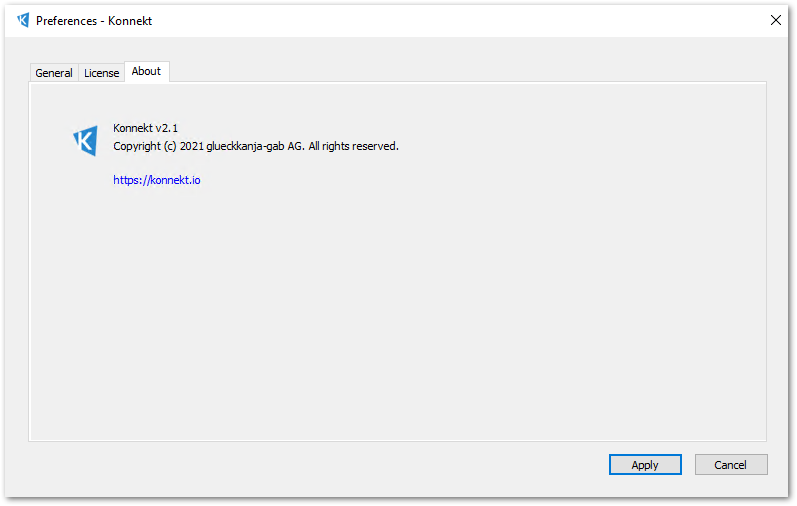 Preferences - Konnekt
General License About
Konnekt v2.1
Copyright (c) 2021 glueckkanja-gab AG. All rights reserved.
https://konnekt.io
Apply Cancel